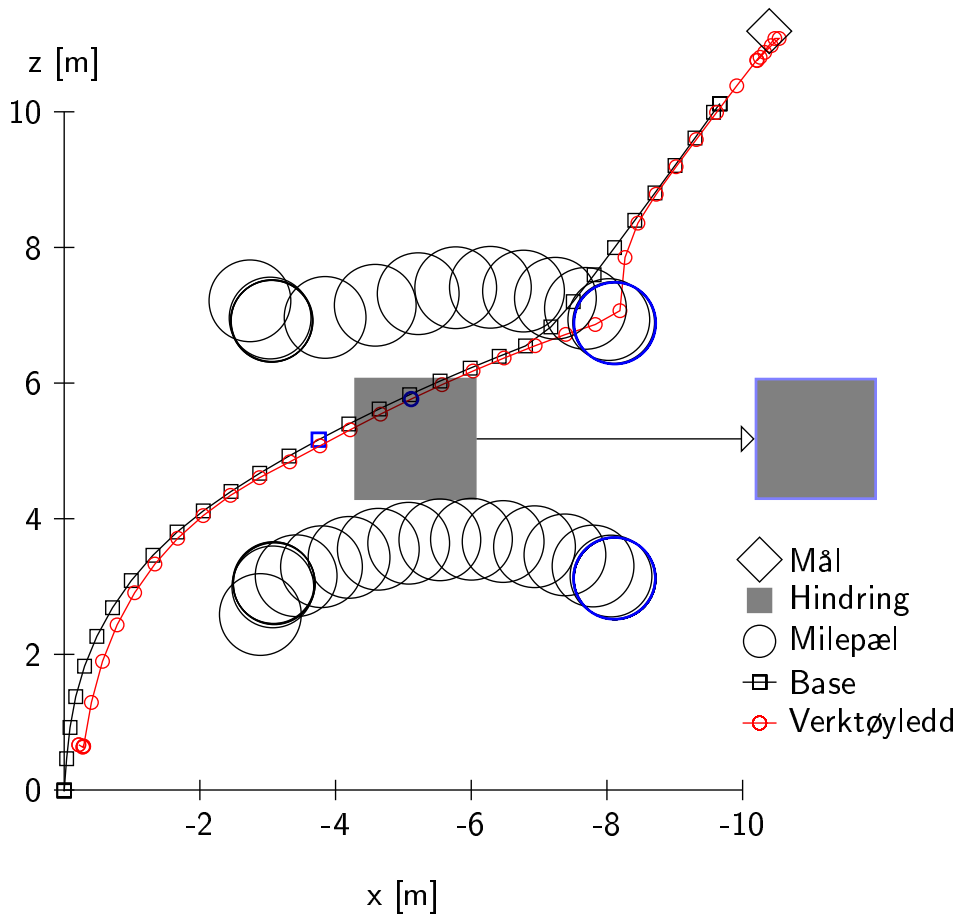 z [m]
10
8
6
4
2
0
-2 -4 -6 -8 -10
x [m]
Mål
Hindring
Milepæl
Base
Verktøyledd